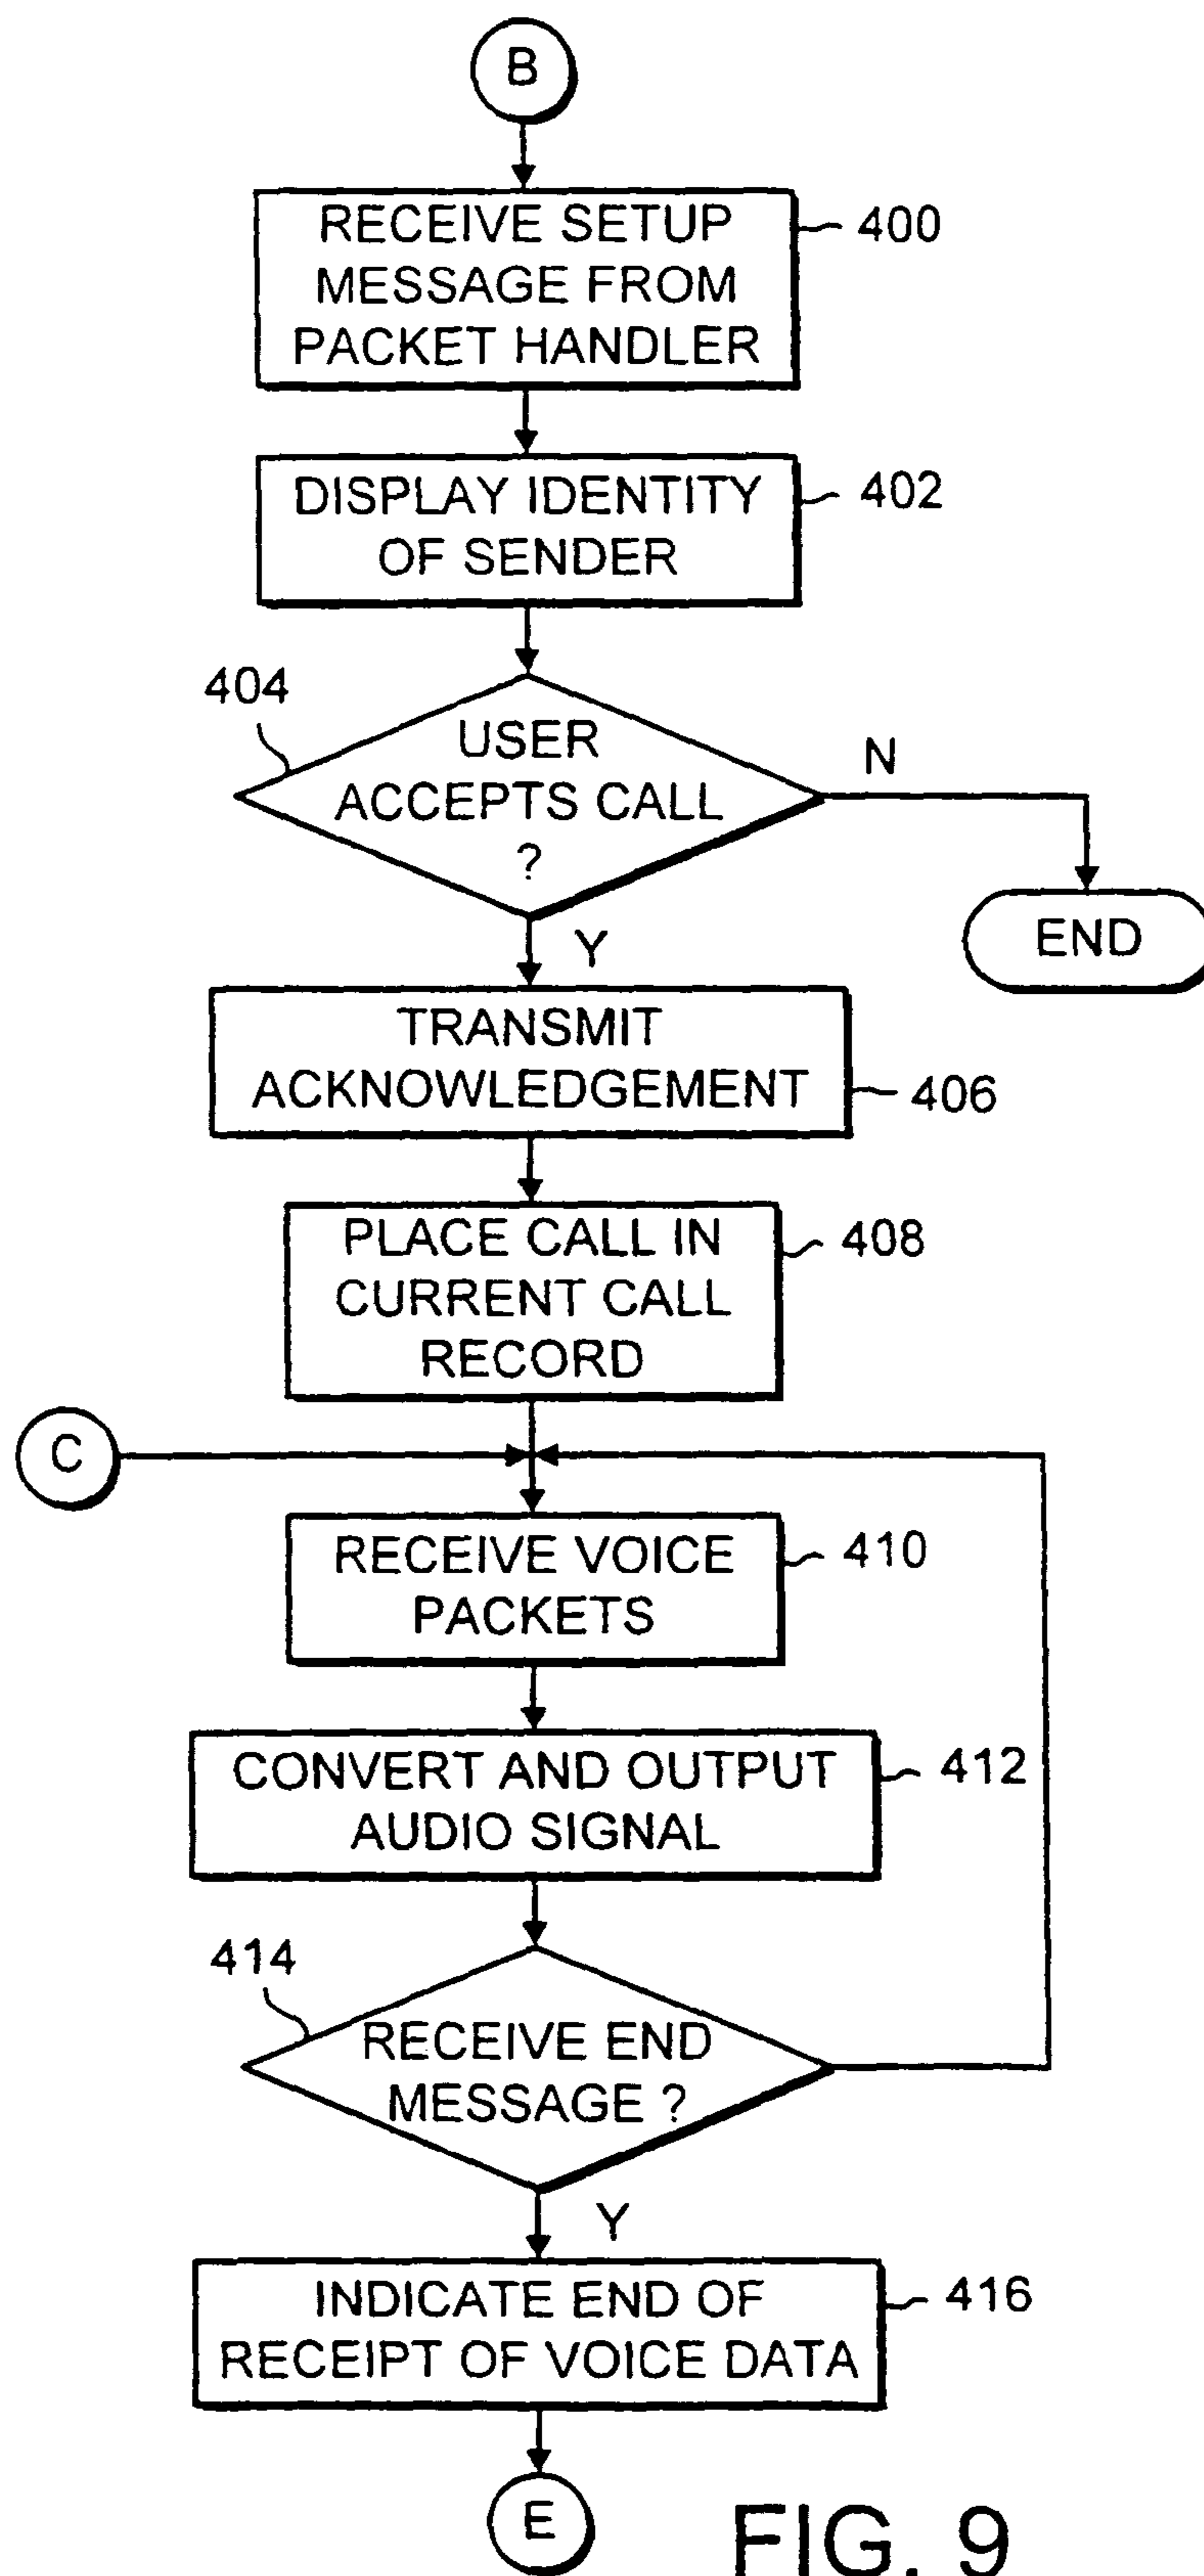 B
RECEIVE SETUP
MESSAGE FROM
PACKET HANDLER
400
DISPLAY IDENTITY
OF SENDER
402
404
USER
ACCEPTS CALL
?
N
END
Y
TRANSMIT
ACKNOWLEDGEMENT
406
PLACE CALL IN
CURRENT CALL
RECORD
408
C
RECEIVE VOICE
PACKETS
410
CONVERT AND OUTPUT
AUDIO SIGNAL
412
414
RECEIVE END
MESSAGE ?
Y
INDICATE END OF
RECEIPT OF VOICE DATA
416
E
FIG. 9